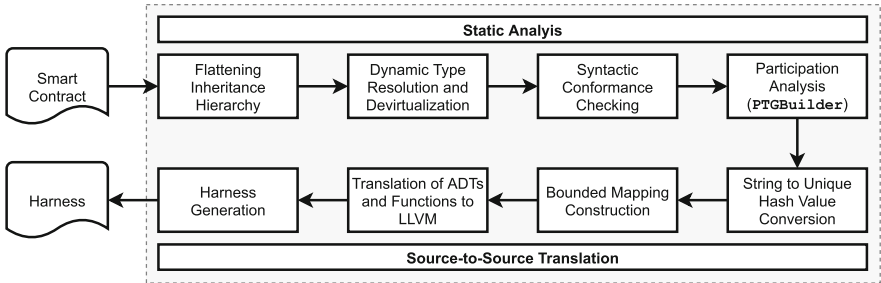 Static Analyis
Smart
Contract
Flattening
Inheritance
Hierarchy
Dynamic Type
Resolution and
Devirtualization
Syntactic
Conformance
Checking
Participation
Analysis
(PTGBuilder)
Harness
Harness
Generation
Translation of ADTs
and Functions to
LLVM
Bounded Mapping
Construction
String to Unique
Hash Value
Conversion
Source-to-Source Translation